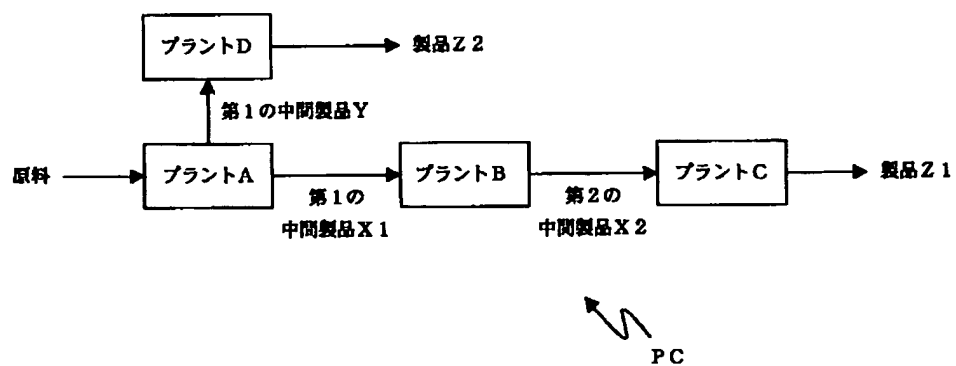 プラントD
製品Z2
第1の中間製品Y
原料
プラントA
プラントB
プラントC
製品Z1
第1の
中間製品X1
第2の
中間製品X2
PC